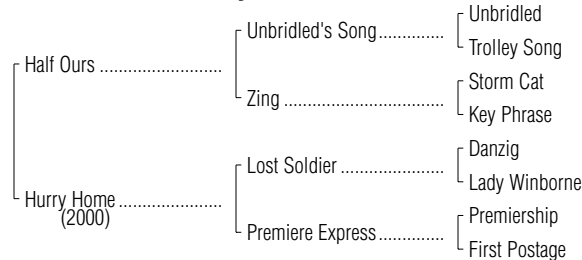 Unbridled
Unbridled's Song..............
Trolley Song
Half Ours ........................
Storm Cat
Zing ...............................
Key Phrase
Danzig
Lost Soldier ....................
Lady Winborne
Hurry Home ....................
(2000)
Premiership
Premiere Express.............
First Postage